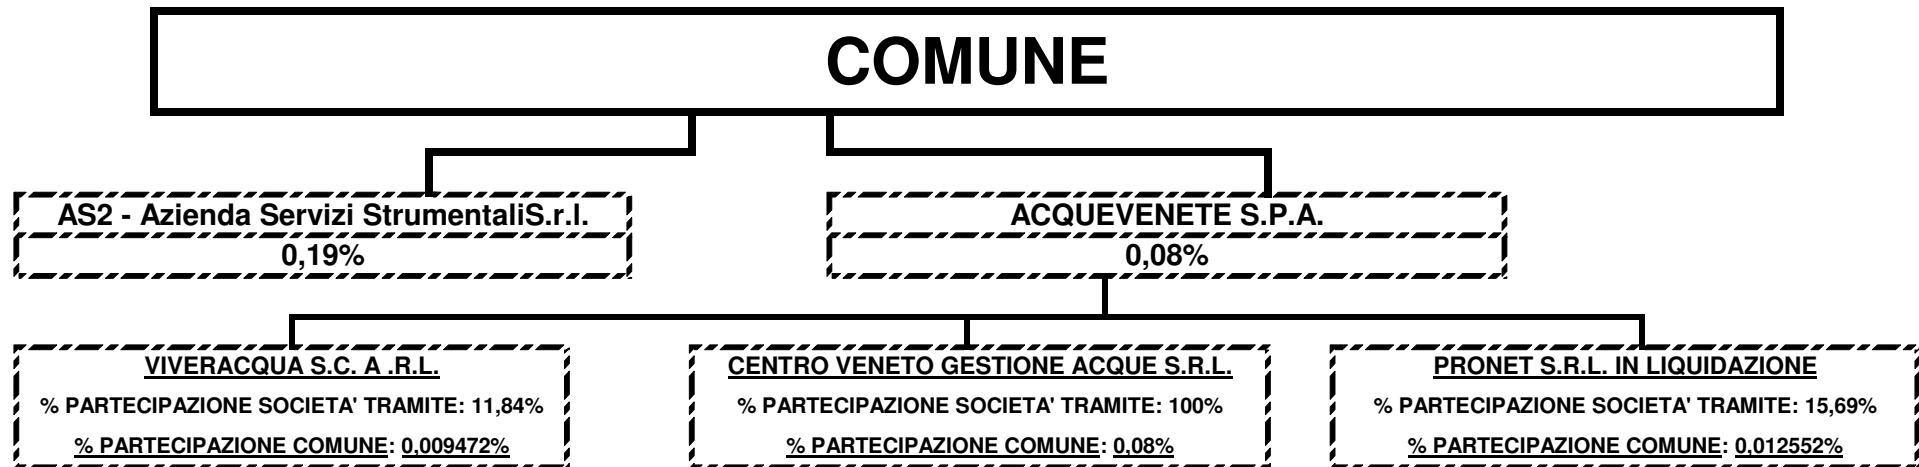 COMUNE
AS2 - Azienda Servizi StrumentaliS.r.l.
0,19%
ACQUEVENETE S.P.A.
0,08%
VIVERACQUA S.C. A .R.L.
% PARTECIPAZIONE SOCIETA' TRAMITE: 11,84%
% PARTECIPAZIONE COMUNE: 0,009472%
CENTRO VENETO GESTIONE ACQUE S.R.L.
% PARTECIPAZIONE SOCIETA' TRAMITE: 100%
% PARTECIPAZIONE COMUNE: 0,08%
PRONET S.R.L. IN LIQUIDAZIONE
% PARTECIPAZIONE SOCIETA' TRAMITE: 15,69%
% PARTECIPAZIONE COMUNE: 0,012552%